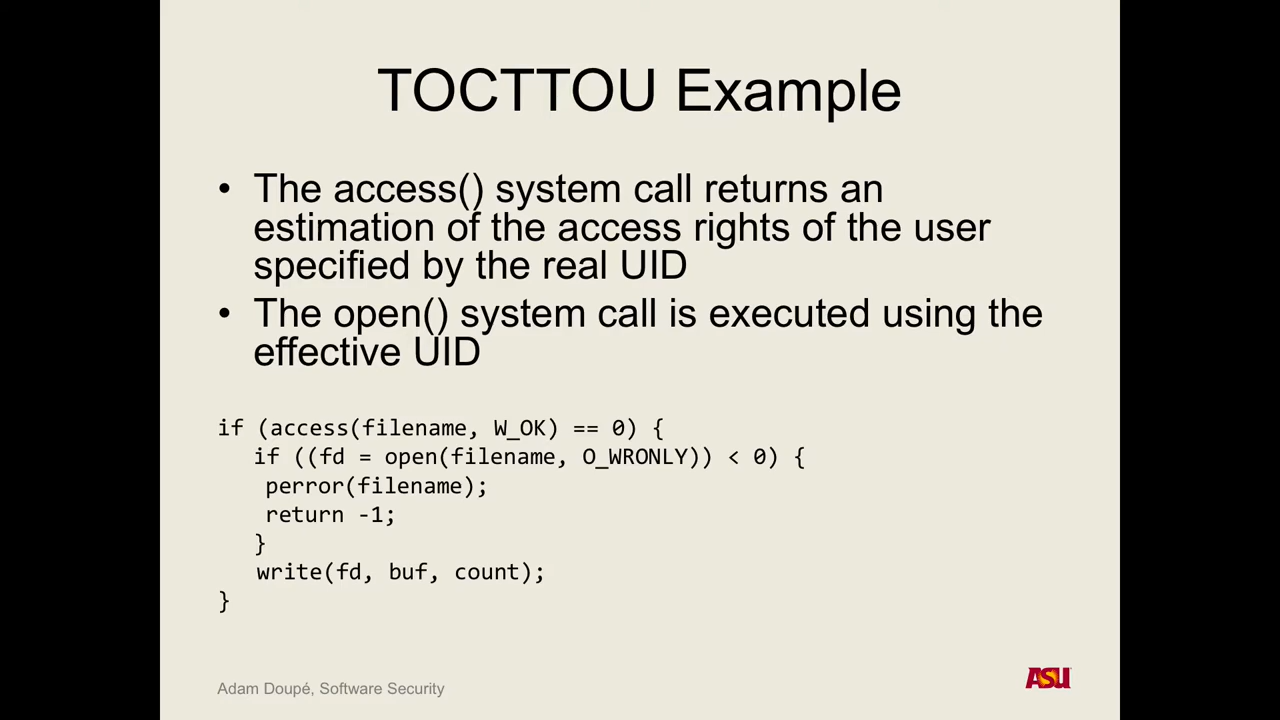 TOCTTOU Example
• The access() system call returns an
estimation of the access rights of the user
specified by the real UID
• The open() system call is executed using the
effective UID
if (access(filename, W_OK) == 0) {
if ((fd = open(filename, O_WRONLY)) < 0) {
perror(filename);
return -1;
}
write(fd, buf, count);
}
Adam Doupé, Software Security
ASU